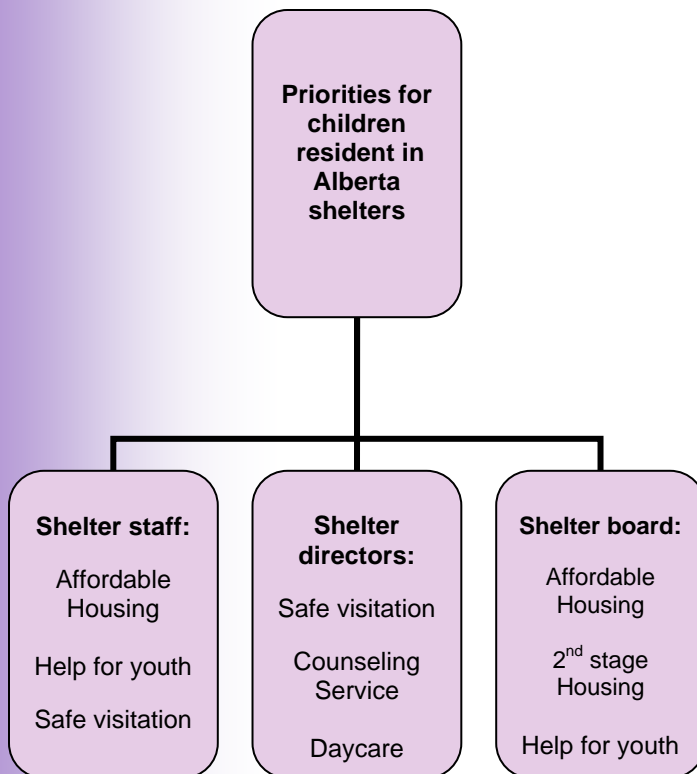 Priorities for
children
resident in
Alberta
shelters
Shelter staff:
Affordable
Housing
Help for youth
Safe visitation
Shelter
directors:
Safe visitation
Counseling
Service
Daycare
Shelter board:
Affordable
Housing
2nd stage
Housing
Help for youth